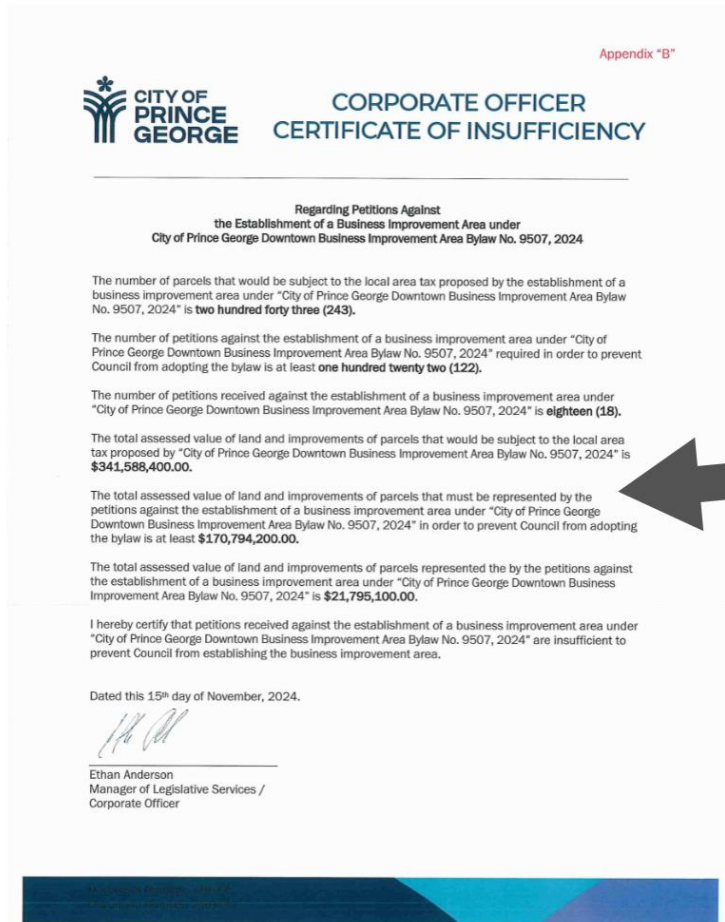 Appendix "B"
CITY OF
PRINCE
GEORGE
CORPORATE OFFICER
CERTIFICATE OF INSUFFICIENCY
Regarding Petitions Against
the Establishment of a Business Improvement Area under
City of Prince George Downtown Business Improvement Area Bylaw No. 9507, 2024
The number of parcels that would be subject to the local area tax proposed by the establishment of a
business improvement area under "City of Prince George Downtown Business Improvement Area Bylaw
No. 9507, 2024" is two hundred forty three (243).
The number of petitions against the establishment of a business improvement area under "City of
Prince George Downtown Business Improvement Area Bylaw No. 9507, 2024" required in order to prevent
Council from adopting the bylaw is at least one hundred twenty two (122).
The number of petitions received against the establishment of a business improvement area under
"City of Prince George Downtown Business Improvement Area Bylaw No. 9507, 2024" is eighteen (18).
The total assessed value of land and improvements of parcels that would be subject to the local area
tax proposed by "City of Prince George Downtown Business Improvement Area Bylaw No. 9507, 2024" is
$341,588,400.00.
The total assessed value of land and improvements of parcels that must be represented by the
petitions against the establishment of a business improvement area under "City of Prince George
Downtown Business Improvement Area Bylaw No. 9507, 2024" in order to prevent Council from adopting
the bylaw is at least $170,794,200.00.
The total assessed value of land and improvements of parcels represented the by the petitions against
the establishment of a business improvement area under "City of Prince George Downtown Business
Improvement Area Bylaw No. 9507, 2024" is $21,795,100.00.
I hereby certify that petitions received against the establishment of a business improvement area under
"City of Prince George Downtown Business Improvement Area Bylaw No. 9507, 2024" are insufficient to
prevent Council from establishing the business improvement area.
Dated this 15th day of November, 2024.
Ethan Anderson
Manager of Legislative Services /
Corporate Officer